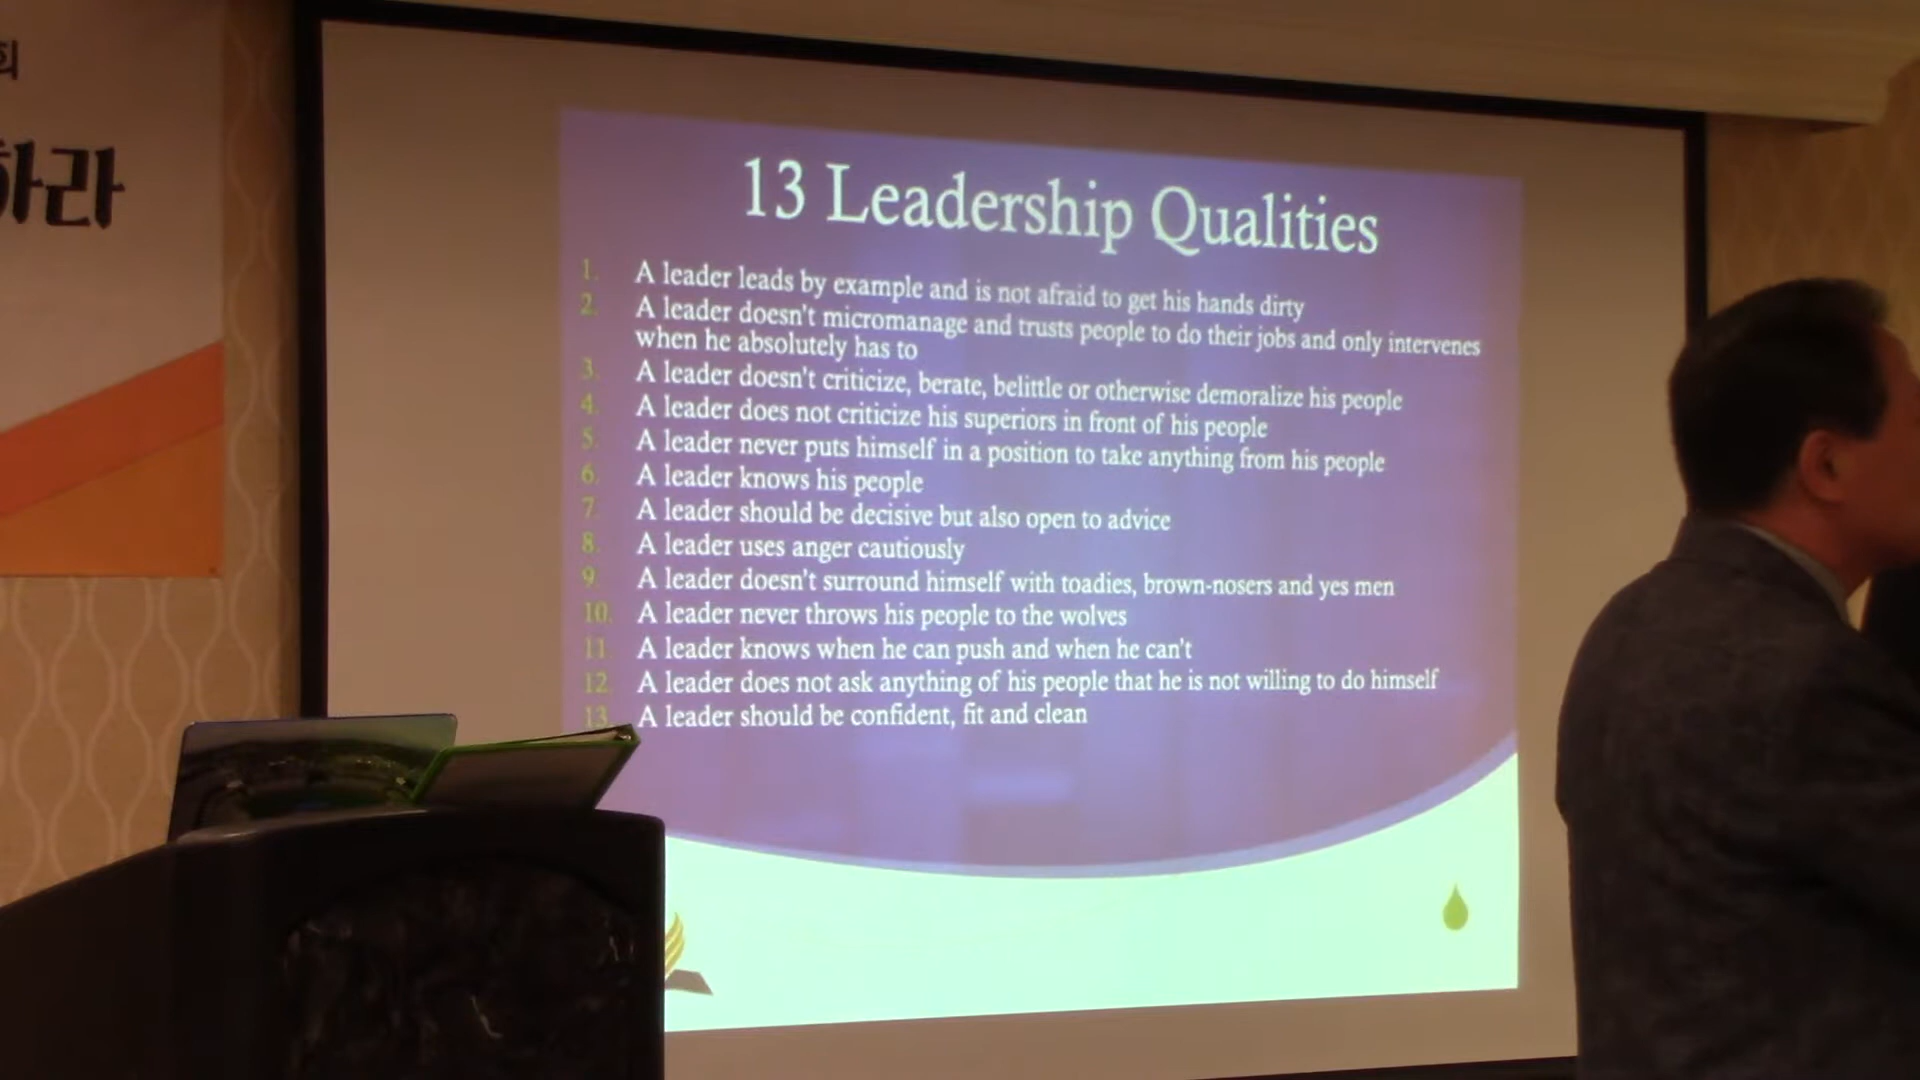 회
하라
13 Leadership Qualities
1. A leader leads by example and is not afraid to get his hands dirty
2. A leader doesn't micromanage and trusts people to do their jobs and only intervenes
when he absolutely has to
3. A leader doesn't criticize, berate, belittle or otherwise demoralize his people
4. A leader does not criticize his superiors in front of his people
5. A leader never puts himself in a position to take anything from his people
6. A leader knows his people
7. A leader should be decisive but also open to advice
8. A leader uses anger cautiously
9. A leader doesn't surround himself with toadies, brown-nosers and yes men
10. A leader never throws his people to the wolves
11. A leader knows when he can push and when he can't
12. A leader does not ask anything of his people that he is not willing to do himself
13. A leader should be confident, fit and clean